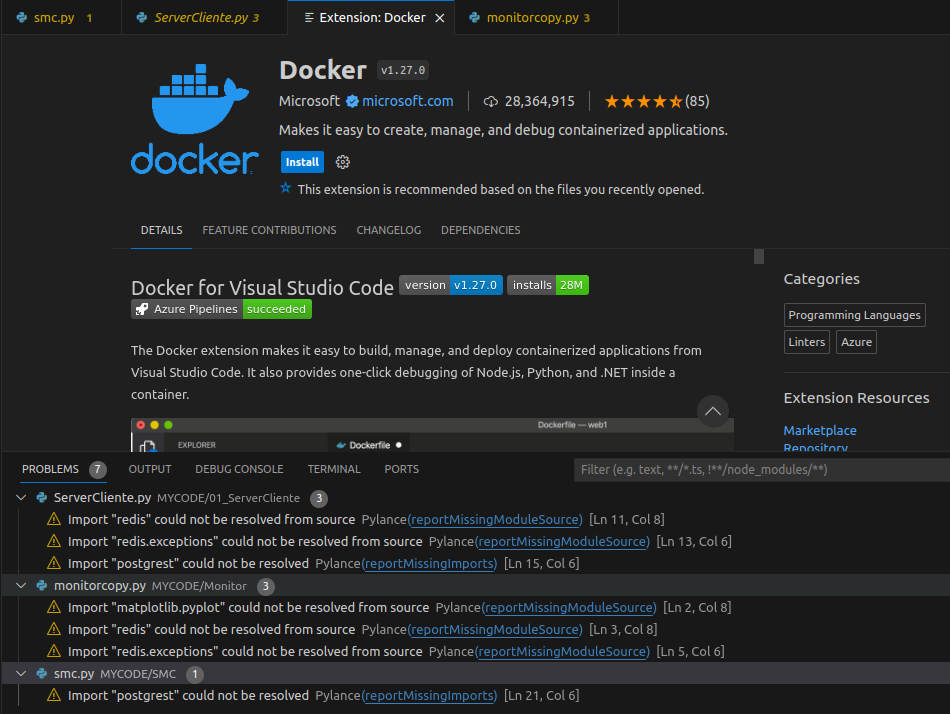 smc.py 1 ServerCliente.py 3 Extension: Docker monitorcopy.py 3
docker
Docker v1.27.0
Microsoft microsoft.com 28,364,915 (85)
Makes it easy to create, manage, and debug containerized applications.
Install
This extension is recommended based on the files you recently opened.
DETAILS FEATURE CONTRIBUTIONS CHANGELOG DEPENDENCIES
Docker for Visual Studio Code version v1.27.0 installs 28M
Azure Pipelines succeeded
The Docker extension makes it easy to build, manage, and deploy containerized applications from
Visual Studio Code. It also provides one-click debugging of Node.js, Python, and .NET inside a
container.
Dockerfile — web1
EXPLORER Dockerfile
Categories
Programming Languages
Linters Azure
Extension Resources
Marketplace
Repository
PROBLEMS 7 OUTPUT DEBUG CONSOLE TERMINAL PORTS Filter (e.g. text, **/*.ts, !**/node_modules/**)
ServerCliente.py MYCODE/01_ServerCliente 3
Import "redis" could not be resolved from source Pylance(reportMissingModuleSource) [Ln 11, Col 8]
Import "redis.exceptions" could not be resolved from source Pylance(reportMissingModuleSource) [Ln 13, Col 6]
Import "postgrest" could not be resolved Pylance(reportMissingImports) [Ln 15, Col 6]
monitorcopy.py MYCODE/Monitor 3
Import "matplotlib.pyplot" could not be resolved from source Pylance(reportMissingModuleSource) [Ln 2, Col 8]
Import "redis" could not be resolved from source Pylance(reportMissingModuleSource) [Ln 3, Col 8]
Import "redis.exceptions" could not be resolved from source Pylance(reportMissingModuleSource) [Ln 5, Col 6]
smc.py MYCODE/SMC 1
Import "postgrest" could not be resolved Pylance(reportMissingImports) [Ln 21, Col 6]